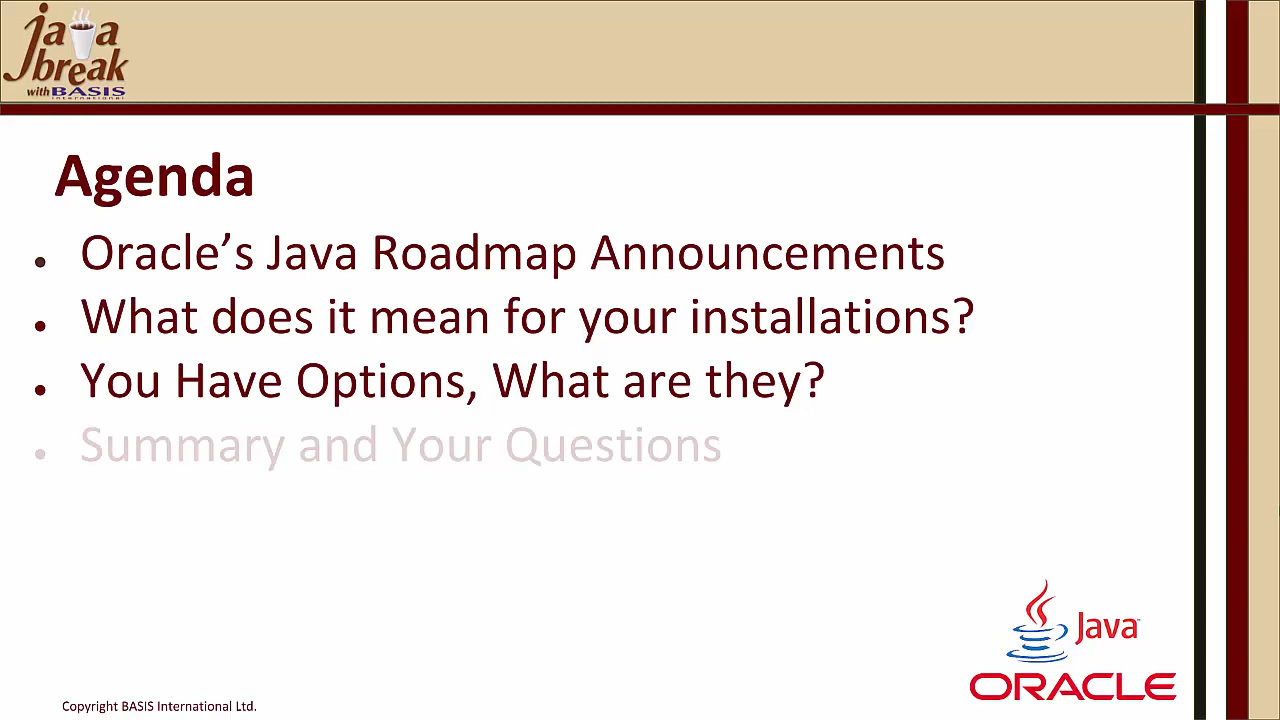 java
break
with BASIS
international
Agenda
• Oracle’s Java Roadmap Announcements
• What does it mean for your installations?
• You Have Options, What are they?
• Summary and Your Questions
Java™
ORACLE
Copyright BASIS International Ltd.